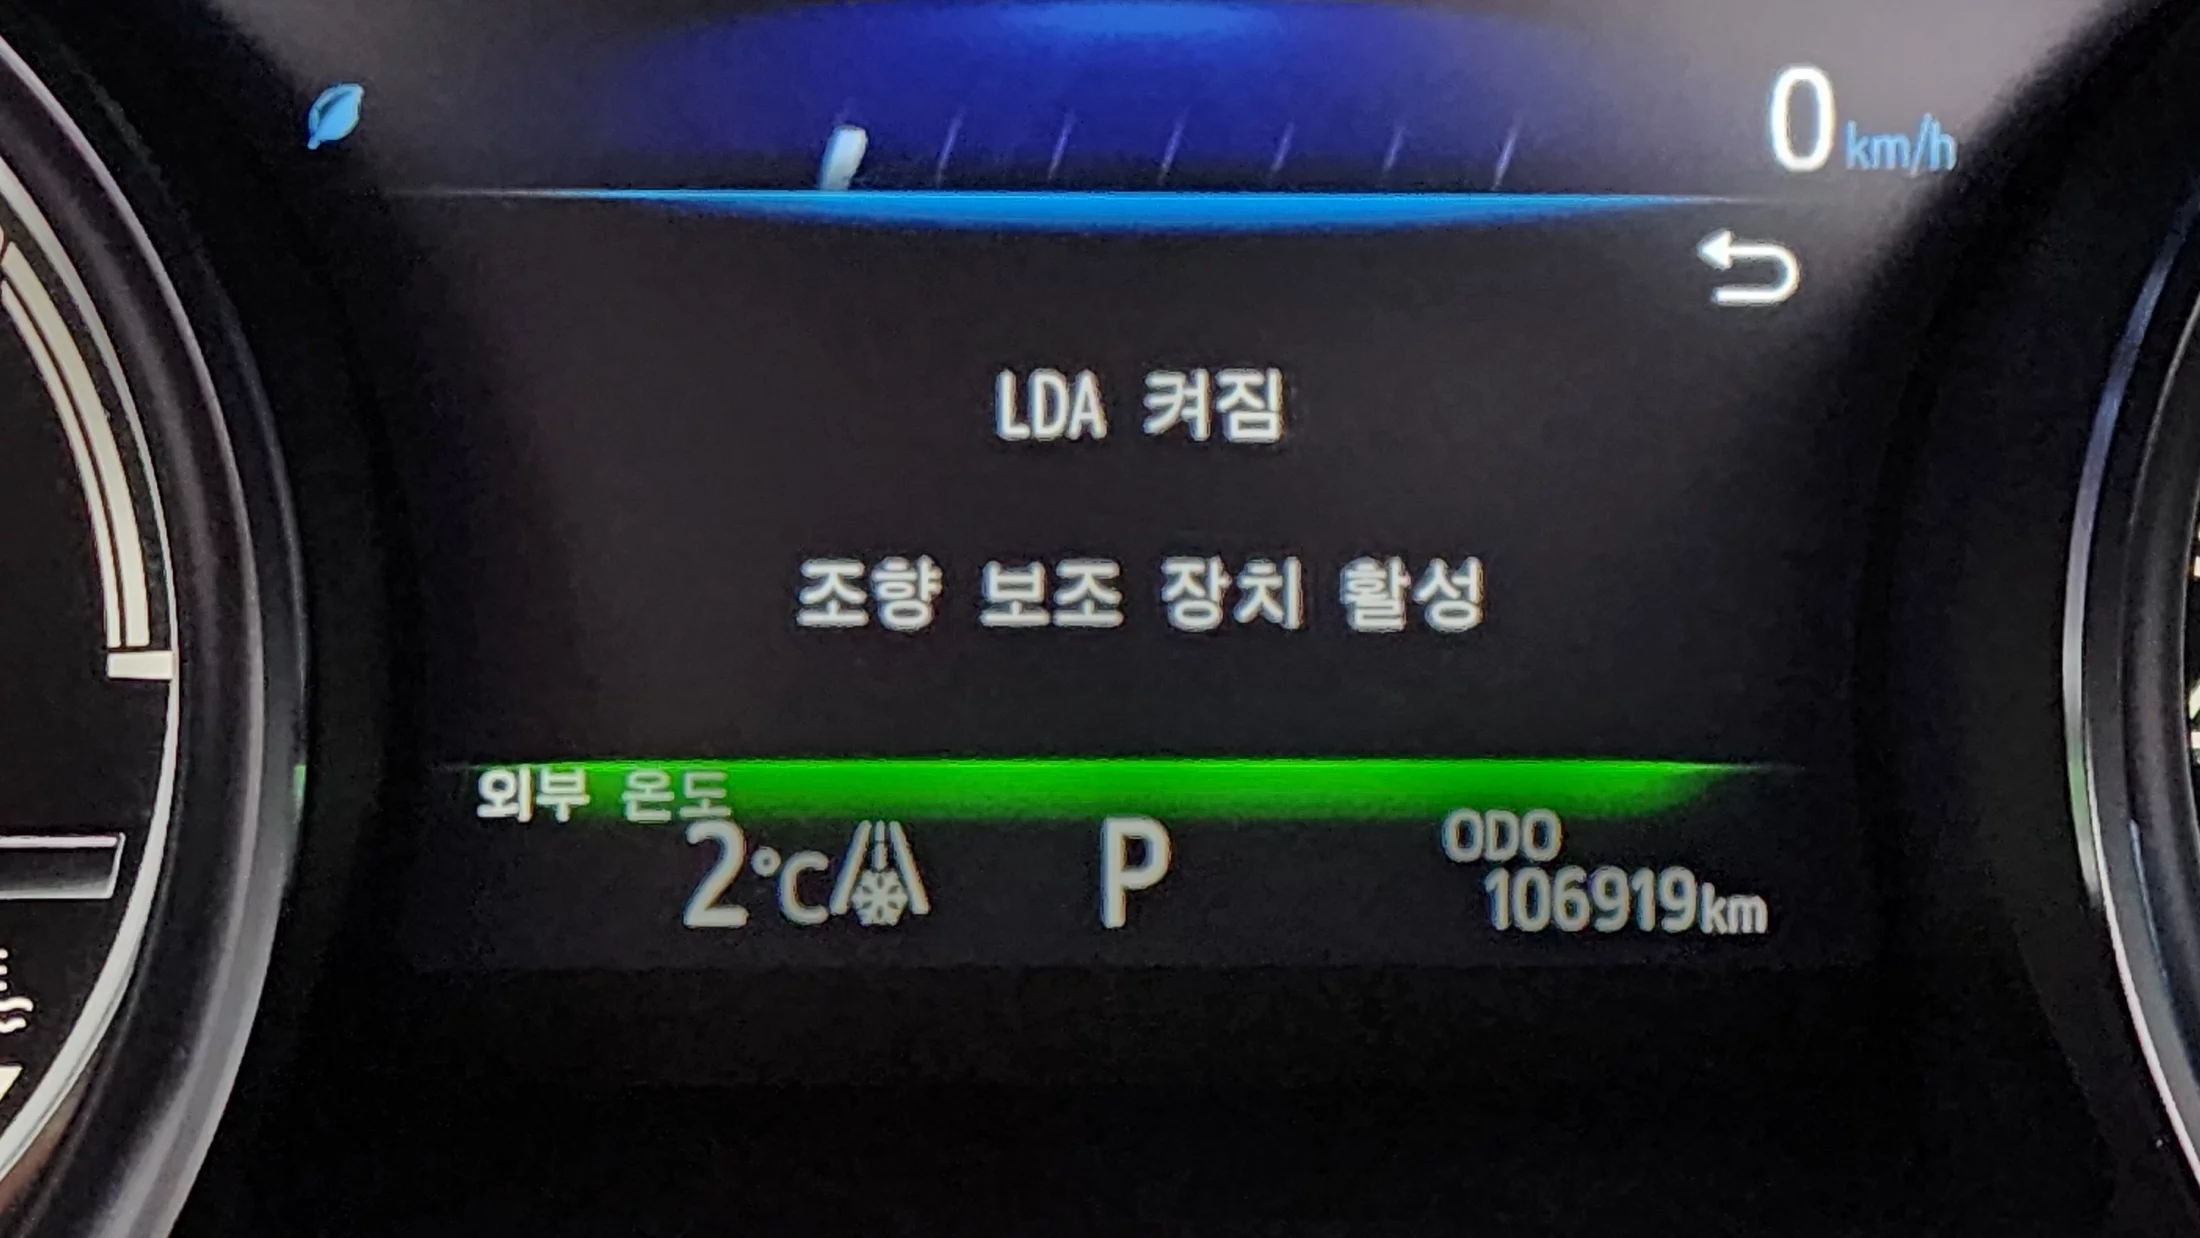 0 km/h
LDA 켜짐
조향 보조 장치 활성
외부 온도
2°C P ODO
106919km